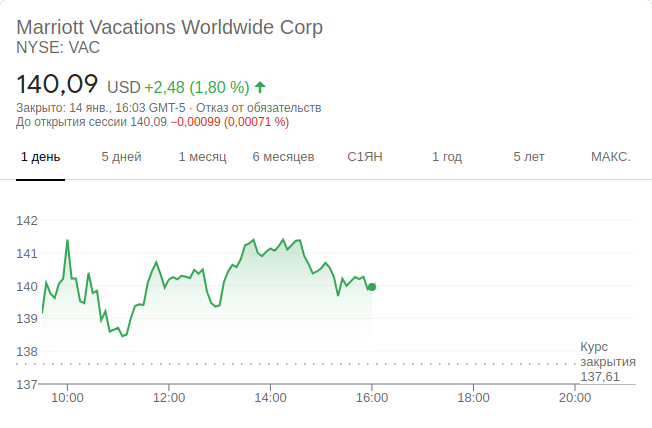 Marriott Vacations Worldwide Corp
NYSE: VAC
140,09 USD +2,48 (1,80 %)
Закрыто: 14 янв., 16:03 GMT-5 · Отказ от обязательств
До открытия сессии 140,09 −0,00099 (0,00071 %)
1 день 5 дней 1 месяц 6 месяцев С1ЯН 1 год 5 лет МАКС.
142
141
140
139
138
Курс
закрытия
137,61
137
10:00 12:00 14:00 16:00 18:00 20:00